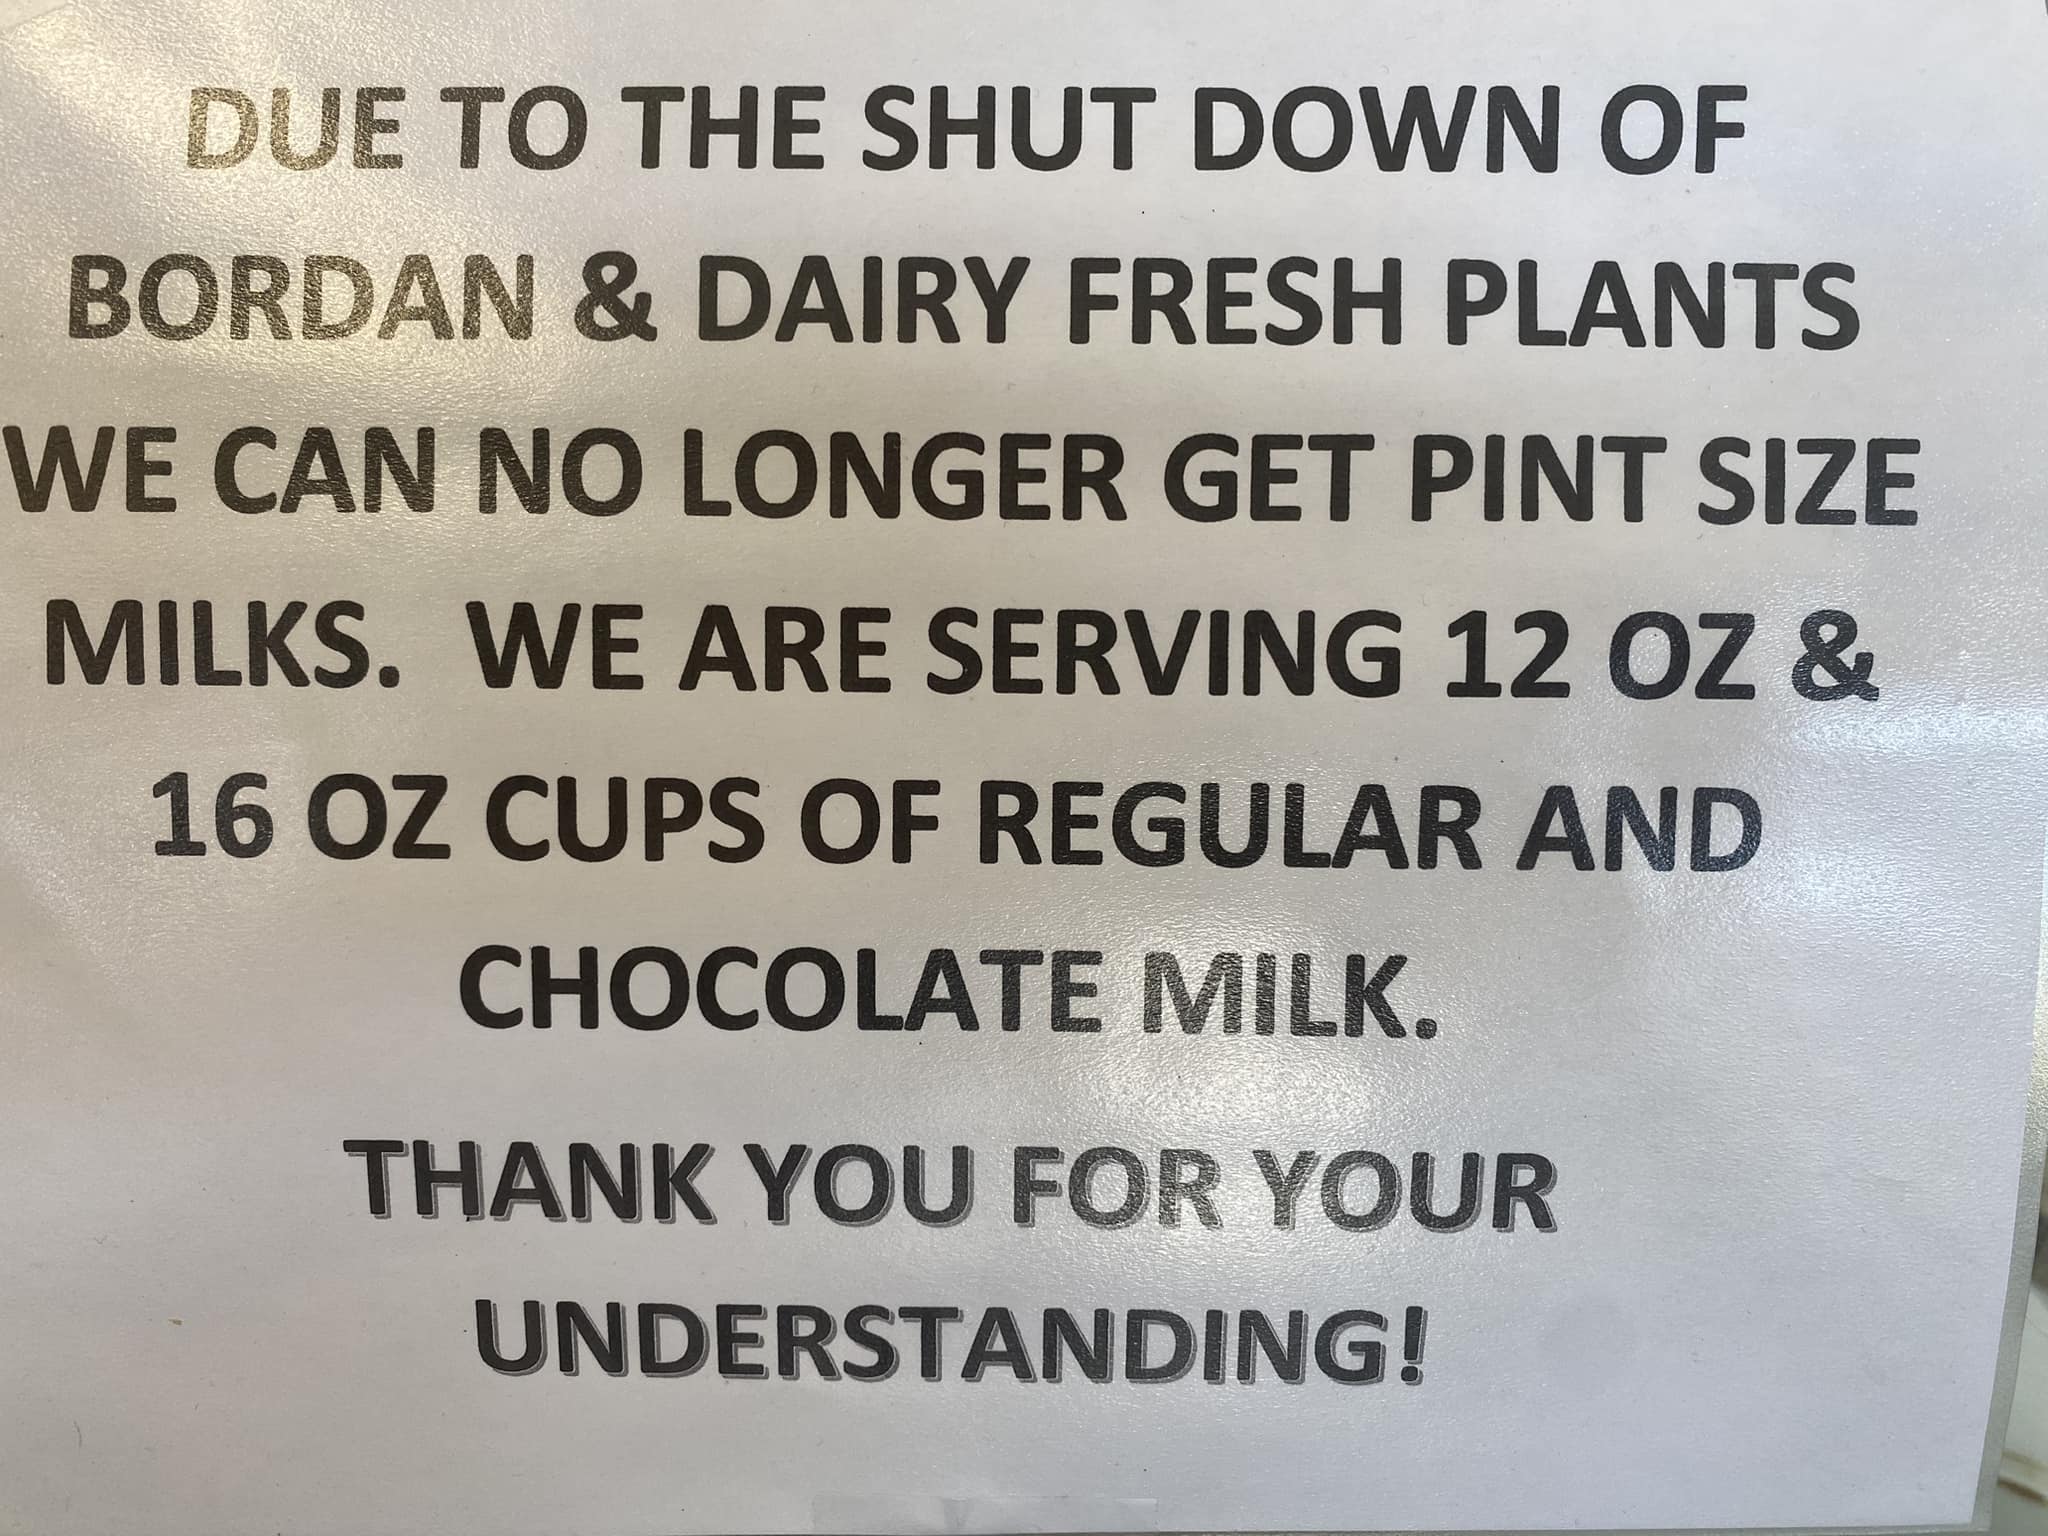 DUE TO THE SHUT DOWN OF
BORDAN & DAIRY FRESH PLANTS
WE CAN NO LONGER GET PINT SIZE
MILKS.  WE ARE SERVING 12 OZ &
16 OZ CUPS OF REGULAR AND
CHOCOLATE MILK.
THANK YOU FOR YOUR
UNDERSTANDING!